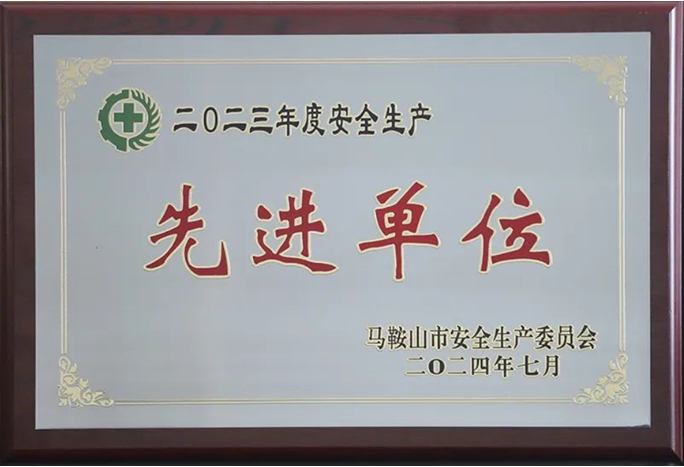 二〇二三年度安全生产
先进单位
马鞍山市安全生产委员会
二〇二四年七月